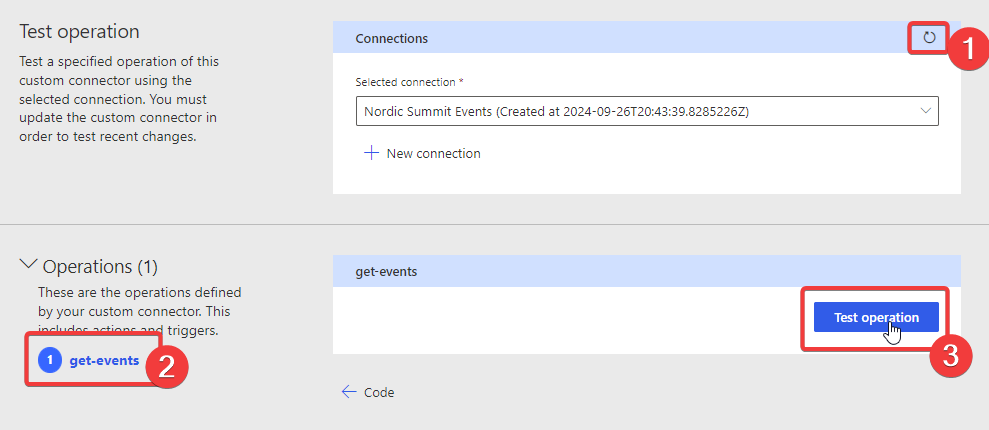 Test operation
Test a specified operation of this
custom connector using the
selected connection. You must
update the custom connector in
order to test recent changes.
Connections
1
Selected connection *
Nordic Summit Events (Created at 2024-09-26T20:43:39.8285226Z)
New connection
Operations (1)
These are the operations defined
by your custom connector. This
includes actions and triggers.
1 get-events
2
get-events
Test operation
3
Code